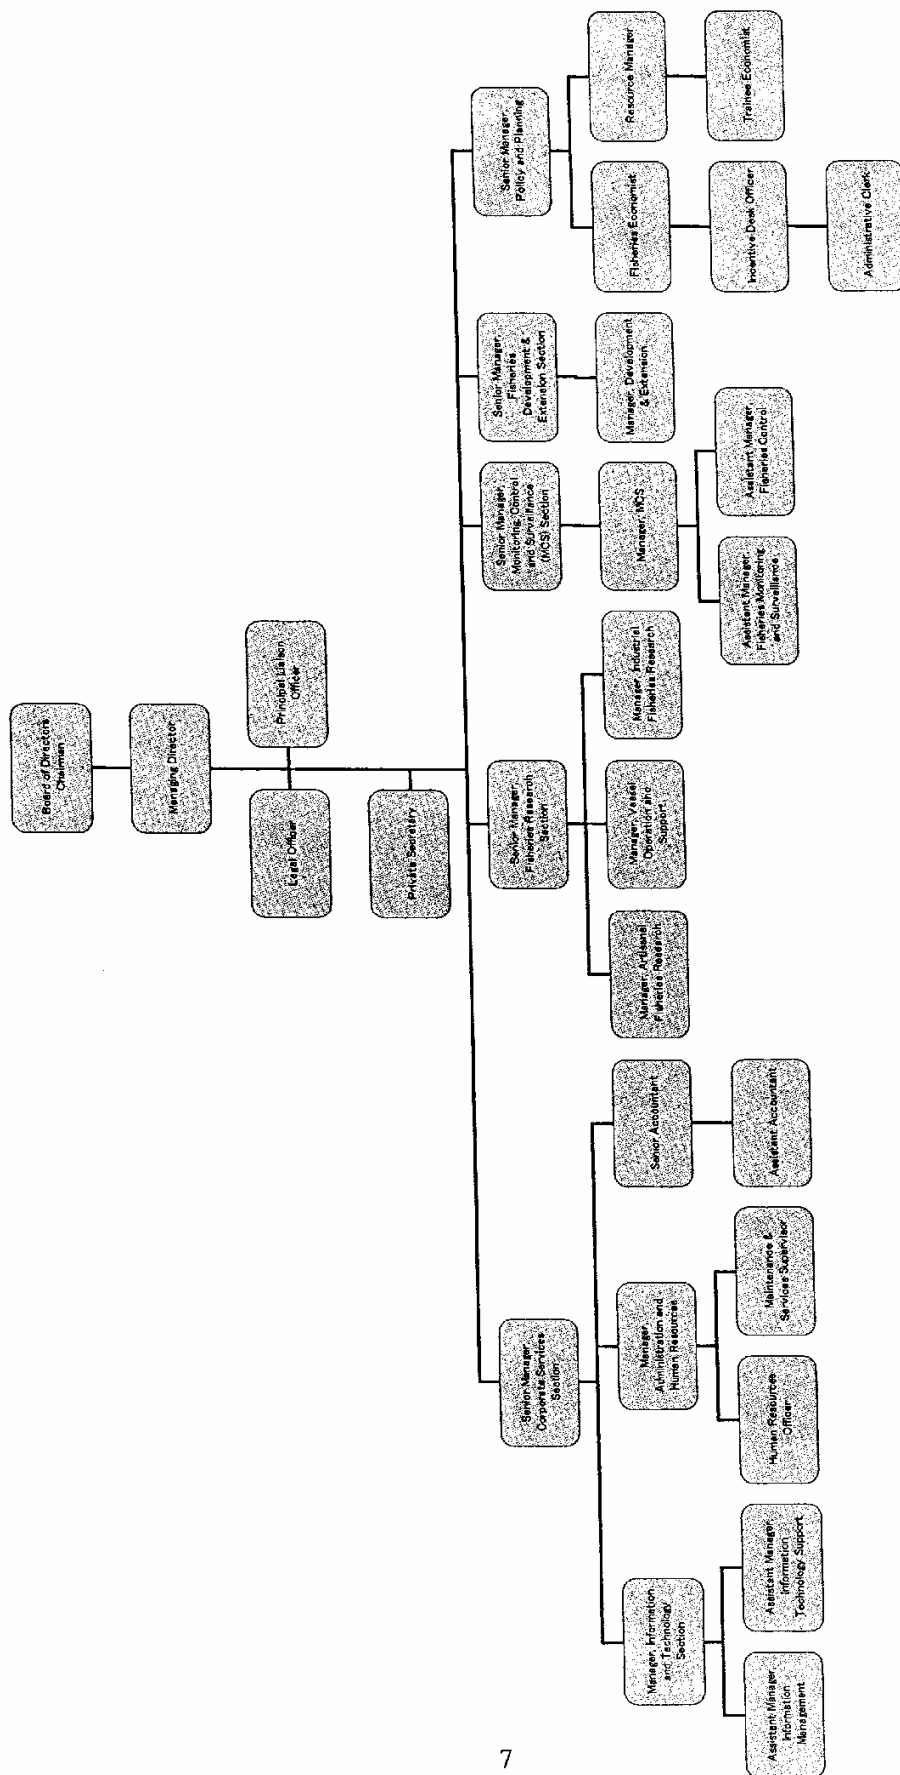 Board of Directors,
Chairman
Managing Director
Legal Officer
Principal Liaison
Officer
Private Secretary
Senior Manager,
Corporate Services
Section
Senior Manager,
Fisheries Research
Section
Senior Manager,
Monitoring, Control
and Surveillance
(MCS) Section
Senior Manager,
Fisheries
Development &
Extension Section
Senior Manager,
Policy and Planning
Manager, Information
and Technology
Section
Manager,
Administration and
Human Resources
Senior Accountant
Manager, Artisanal
Fisheries Research
Manager, Vessel
Operation and
Support
Manager, Industrial
Fisheries Research
Manager, MCS
Manager, Development
& Extension
Fisheries Economist
Resource Manager
Assistant Manager,
Information
Management
Assistant Manager,
Information
Technology Support
Human Resources
Officer
Maintenance &
Services Supervisor
Assistant Accountant
Assistant Manager,
Fisheries Monitoring
and Surveillance
Assistant Manager,
Fisheries Control
Incentive Desk Officer
Trainee Economist
Administrative Clerk
7